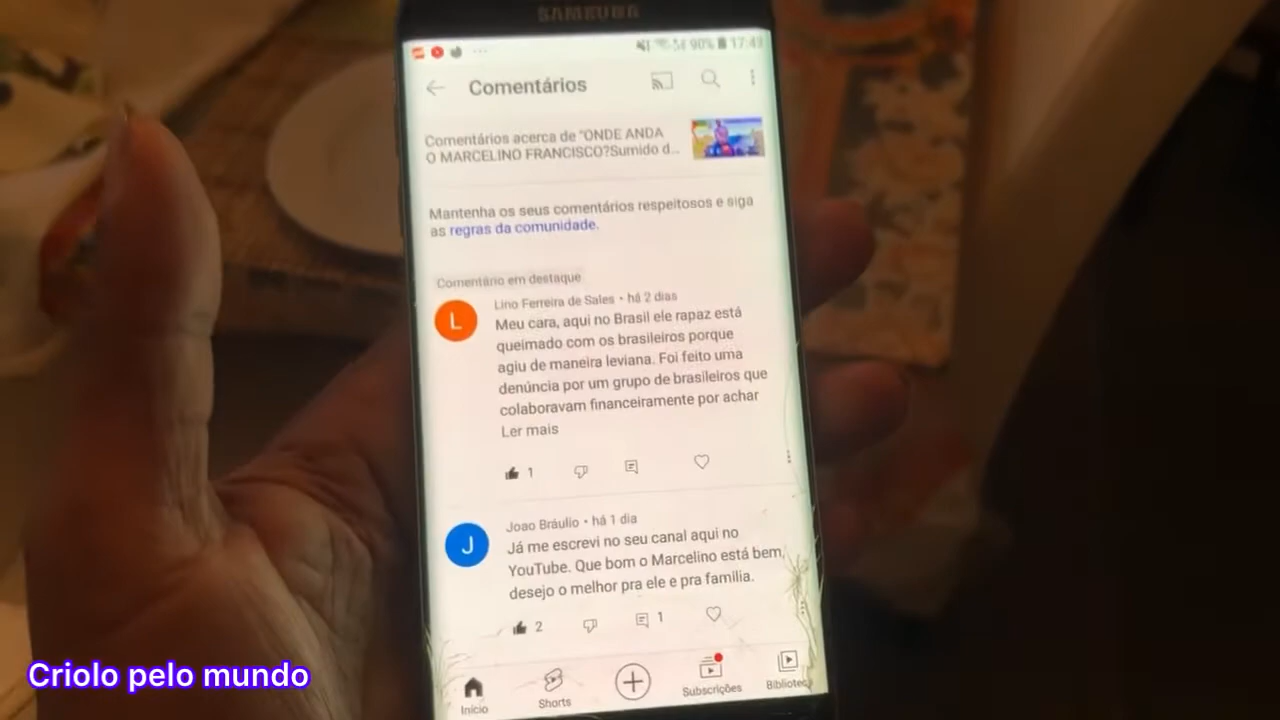 SAMSUNG
90% 17:43
Comentários
Comentários acerca de "ONDE ANDA
O MARCELINO FRANCISCO?Sumido d...
Mantenha os seus comentários respeitosos e siga
as regras da comunidade.
Comentário em destaque
L
Lino Ferreira de Sales • há 2 dias
Meu cara, aqui no Brasil ele rapaz está
queimado com os brasileiros porque
agiu de maneira leviana. Foi feito uma
denúncia por um grupo de brasileiros que
colaboravam financeiramente por achar
Ler mais
1
J
Joao Bráulio • há 1 dia
Já me escrevi no seu canal aqui no
YouTube. Que bom o Marcelino está bem,
desejo o melhor pra ele e pra família.
2 1
Início Shorts Subscrições Biblioteca
Criolo pelo mundo